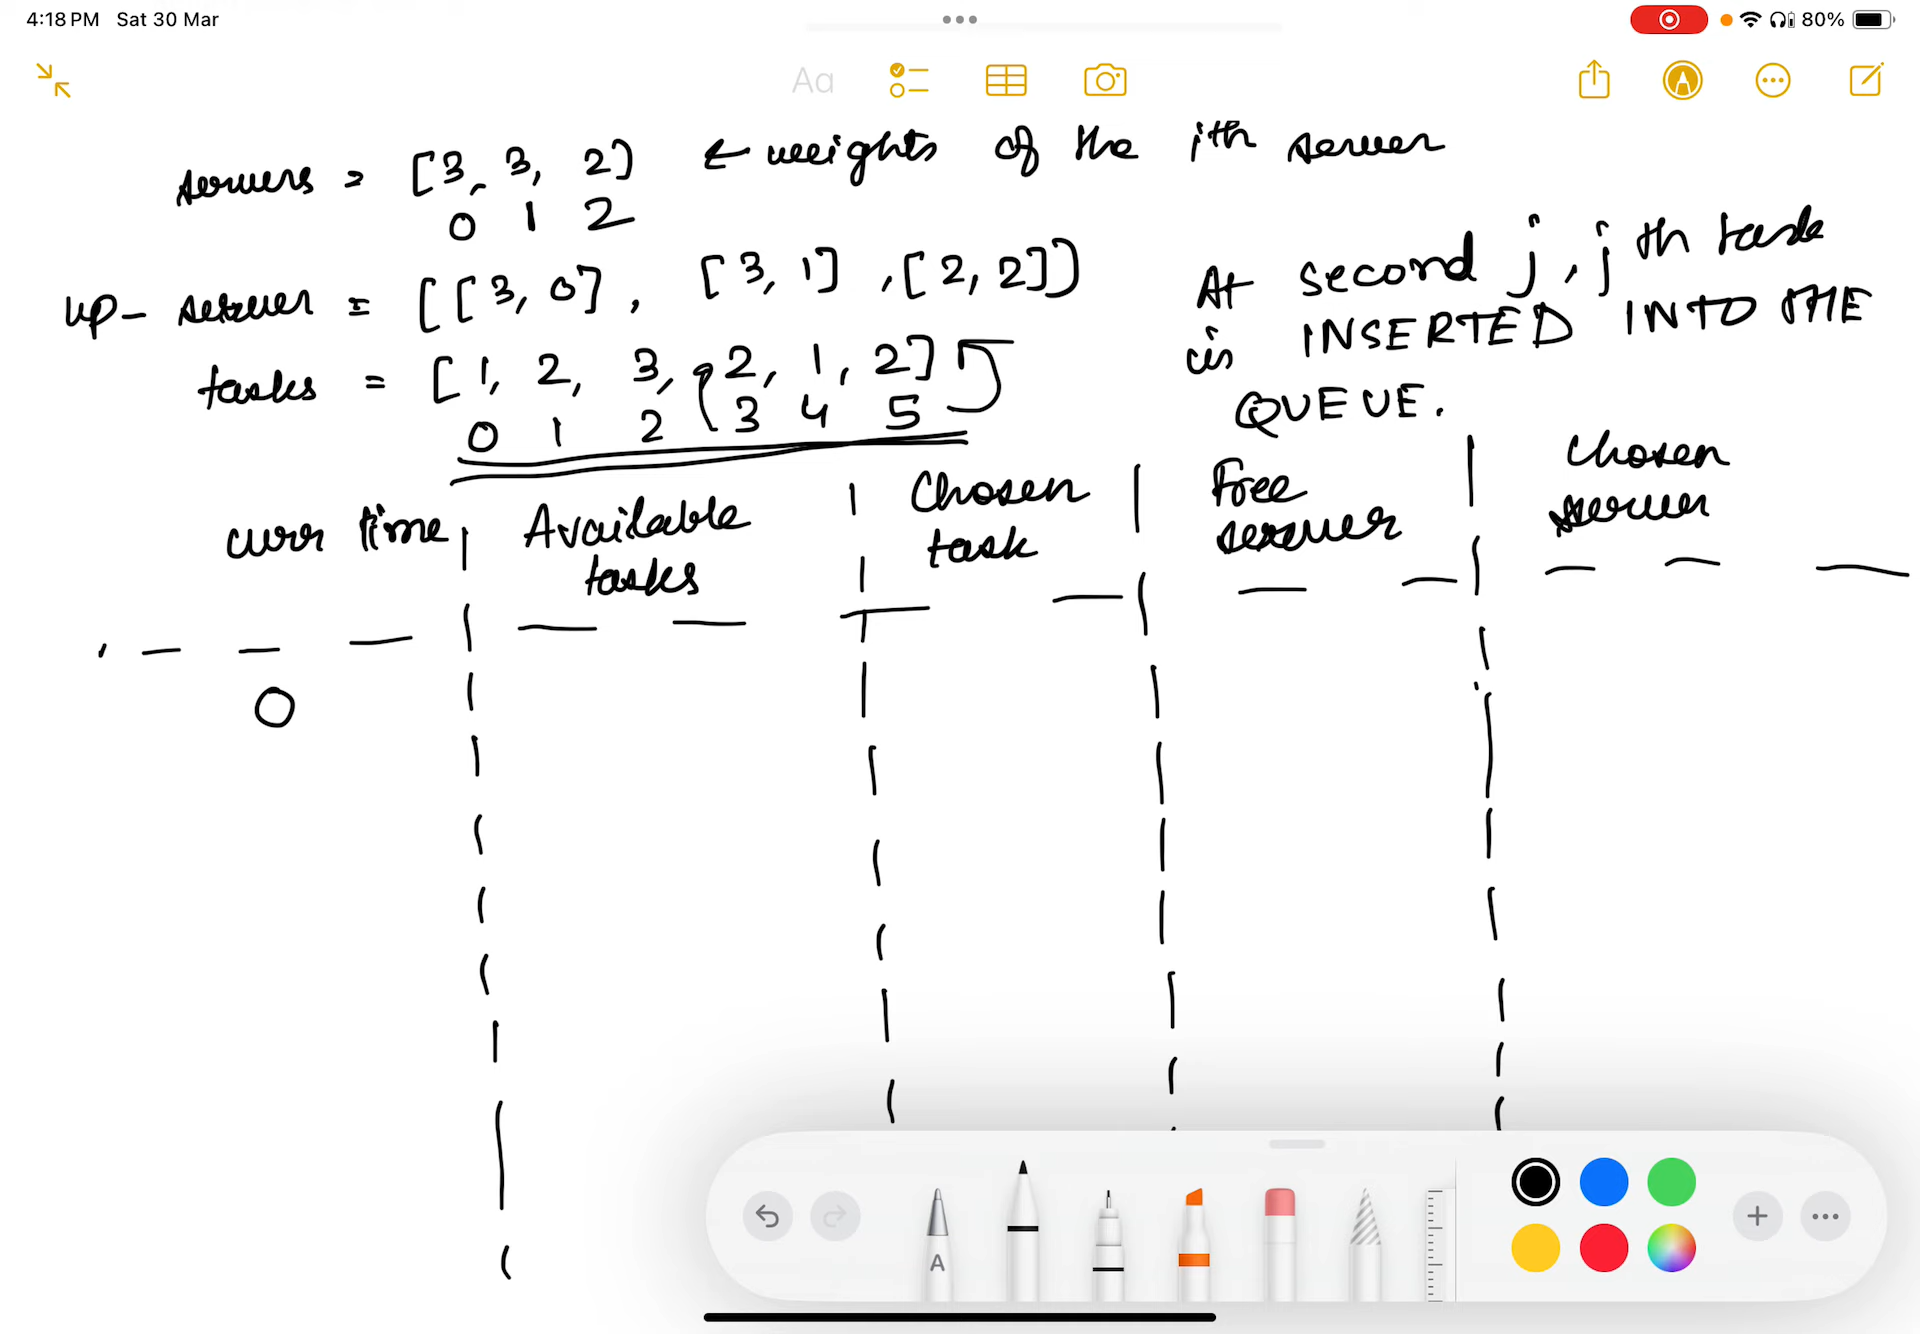 4:18 PM Sat 30 Mar
80%
Aa
servers = [3, 3, 2] ← weights of the ith server
0 1 2
up-server = [[3, 0], [3, 1], [2, 2]]
At second j, jth task
is INSERTED INTO THE
QUEUE.
tasks = [1, 2, 3, 2, 1, 2]
0 1 2 3 4 5
curr time
Available
tasks
Chosen
task
Free
server
Chosen
server
0
A